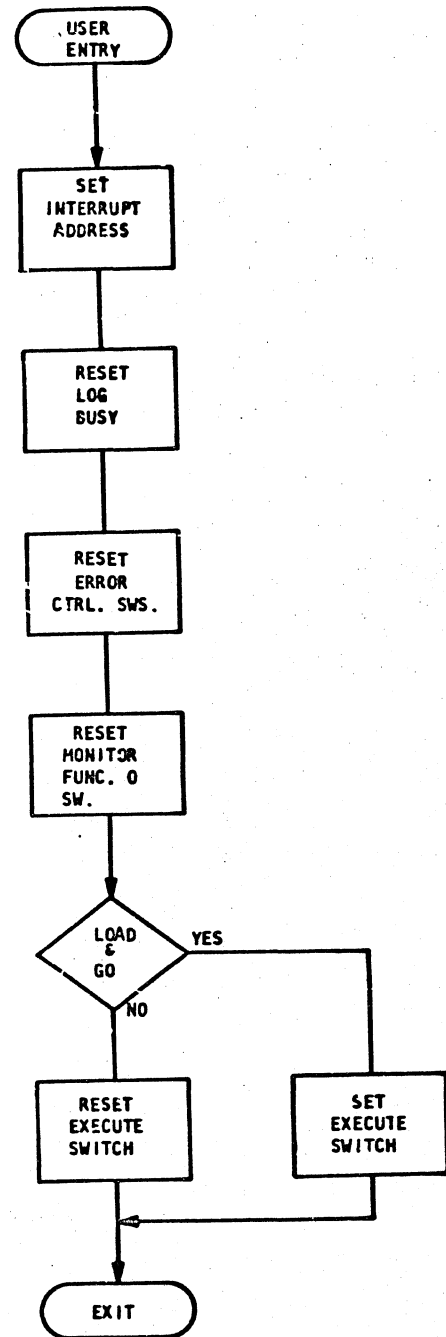 USER
ENTRY
SET
INTERRUPT
ADDRESS
RESET
LOG
BUSY
RESET
ERROR
CTRL. SWS.
RESET
MONITOR
FUNC. 0
SW.
LOAD
&
GO
YES
NO
RESET
EXECUTE
SWITCH
SET
EXECUTE
SWITCH
EXIT